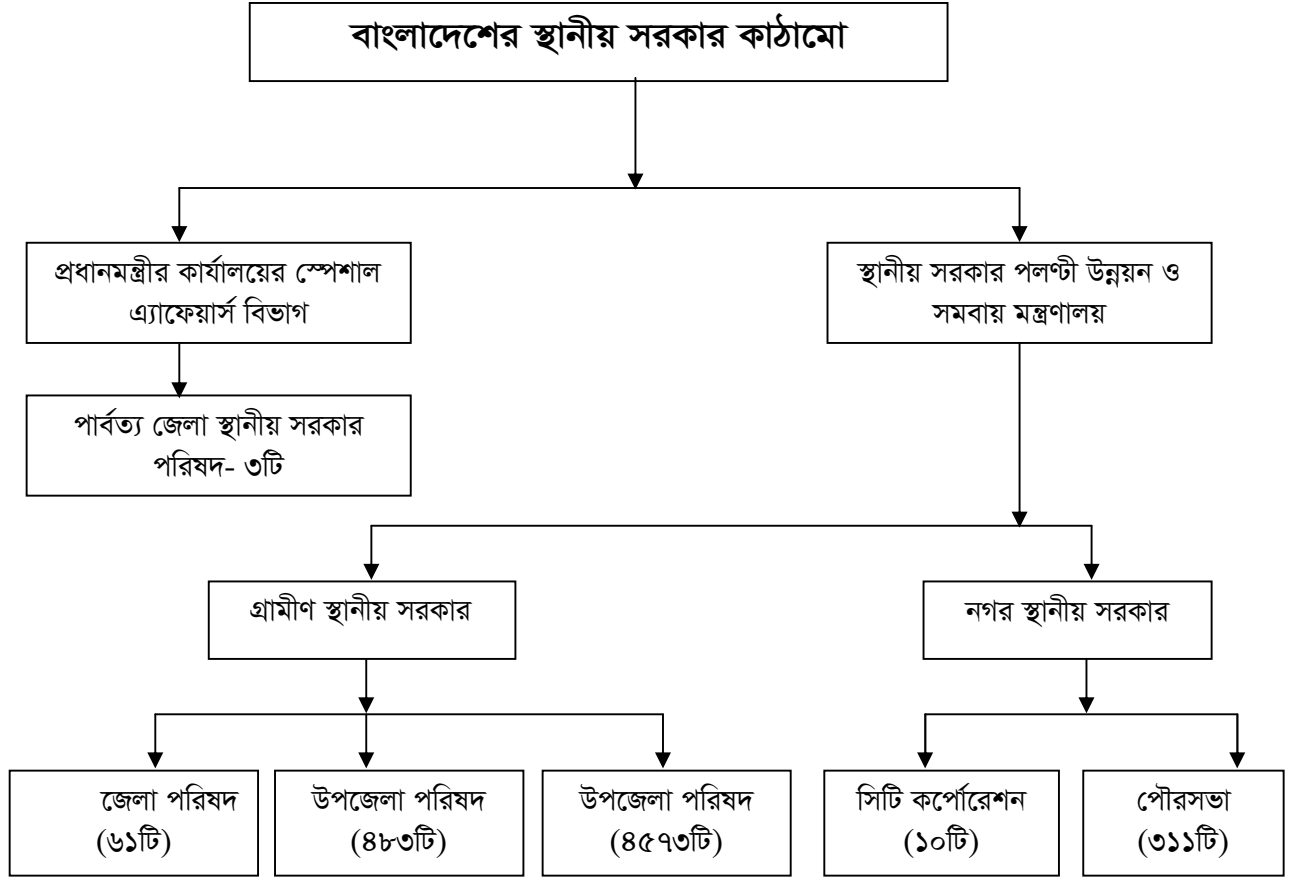 বাংলাদেশের স্থানীয় সরকার কাঠামো
প্রধানমন্ত্রীর কার্যালয়ের স্পেশাল
এ্যাফেয়ার্স বিভাগ
স্থানীয় সরকার পলণ্টী উন্নয়ন ও
সমবায় মন্ত্রণালয়
পার্বত্য জেলা স্থানীয় সরকার
পরিষদ- ৩টি
গ্রামীণ স্থানীয় সরকার
নগর স্থানীয় সরকার
জেলা পরিষদ
(৬১টি)
উপজেলা পরিষদ
(৪৮৩টি)
উপজেলা পরিষদ
(৪৫৭৩টি)
সিটি কর্পোরেশন
(১০টি)
পৌরসভা
(৩১১টি)